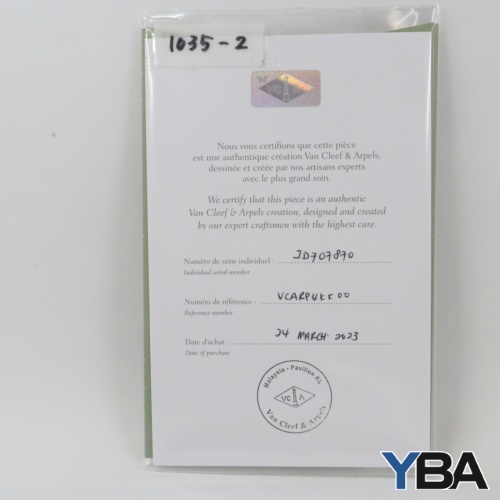 1035-2
Nous vous certifions que cette pièce
est une authentique création Van Cleef & Arpels,
dessinée et créée par nos artisans experts
avec le plus grand soin.
We certify that this piece is an authentic
Van Cleef & Arpels creation, designed and created
by our expert craftsmen with the highest care.
Numéro de série individuel : JD707870
Individual serial number
Numéro de référence :
Reference number
Date d'achat : 24 MARCH 2023
Date of purchase
Malaysia - Pavilion KL
VC A
Van Cleef & Arpels
YBA